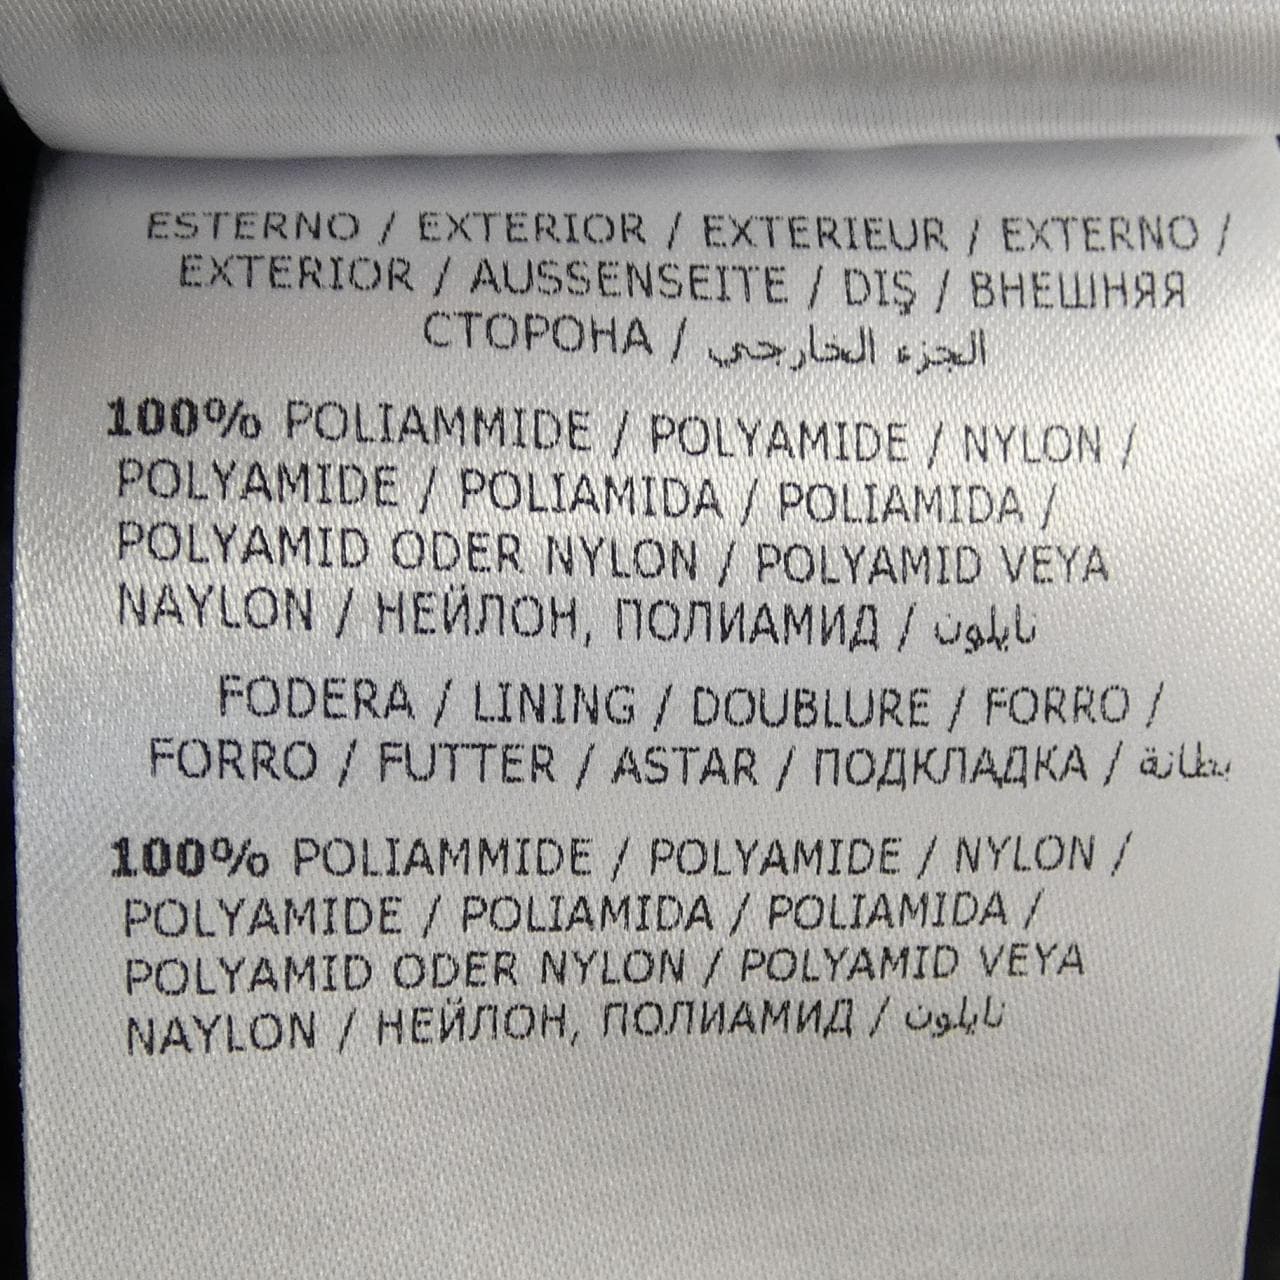 ESTERNO / EXTERIOR / EXTERIEUR / EXTERNO /
EXTERIOR / AUSSENSEITE / DIŞ / ВНЕШНЯЯ
СТОРОНА / الجزء الخارجي
100% POLIAMMIDE / POLYAMIDE / NYLON /
POLYAMIDE / POLIAMIDA / POLIAMIDA /
POLYAMID ODER NYLON / POLYAMID VEYA
NAYLON / НЕЙЛОН, ПОЛИАМИД / نايلون
FODERA / LINING / DOUBLURE / FORRO /
FORRO / FUTTER / ASTAR / ПОДКЛАДКА / بطانة
100% POLIAMMIDE / POLYAMIDE / NYLON /
POLYAMIDE / POLIAMIDA / POLIAMIDA /
POLYAMID ODER NYLON / POLYAMID VEYA
NAYLON / НЕЙЛОН, ПОЛИАМИД / نايلون